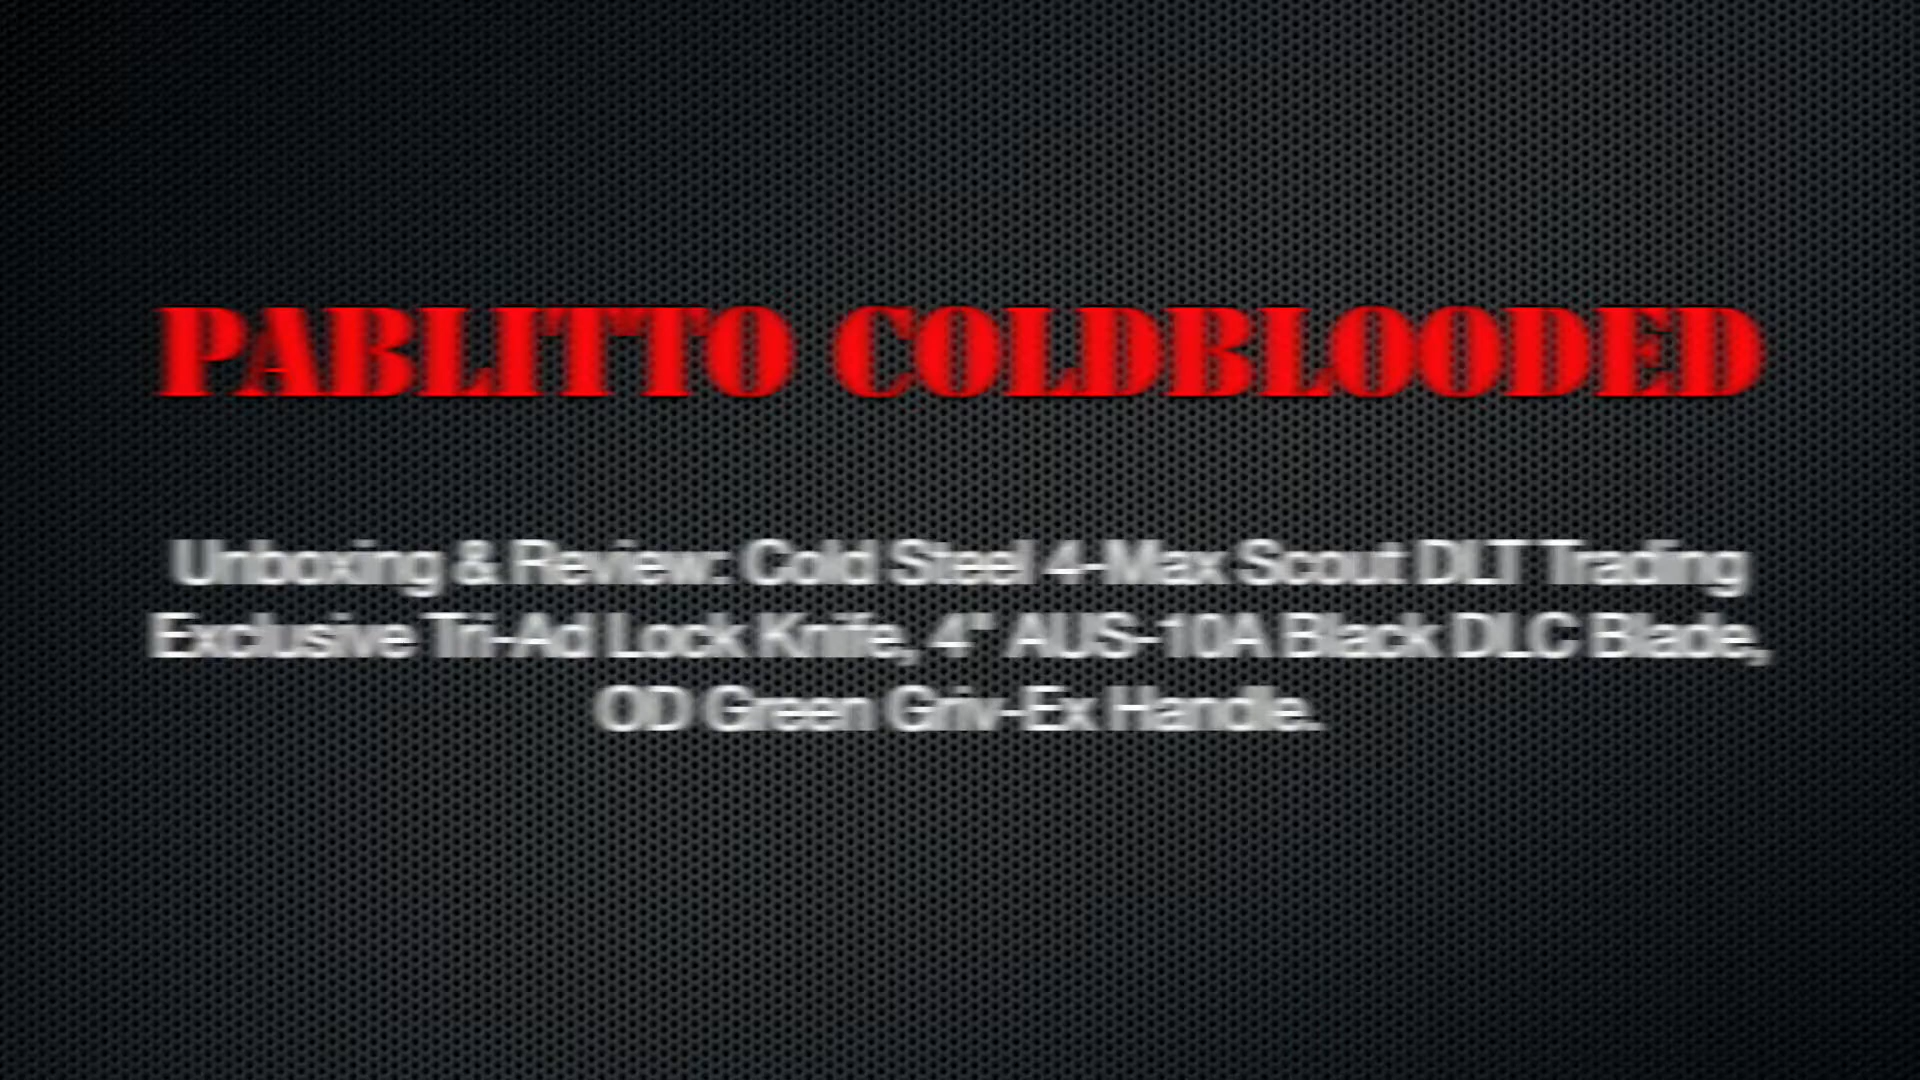 PABLITTO COLDBLOODED
Unboxing & Review: Cold Steel 4-Max Scout DLT Trading
Exclusive Tri-Ad Lock Knife, 4" AUS-10A Black DLC Blade,
OD Green Griv-Ex Handle.